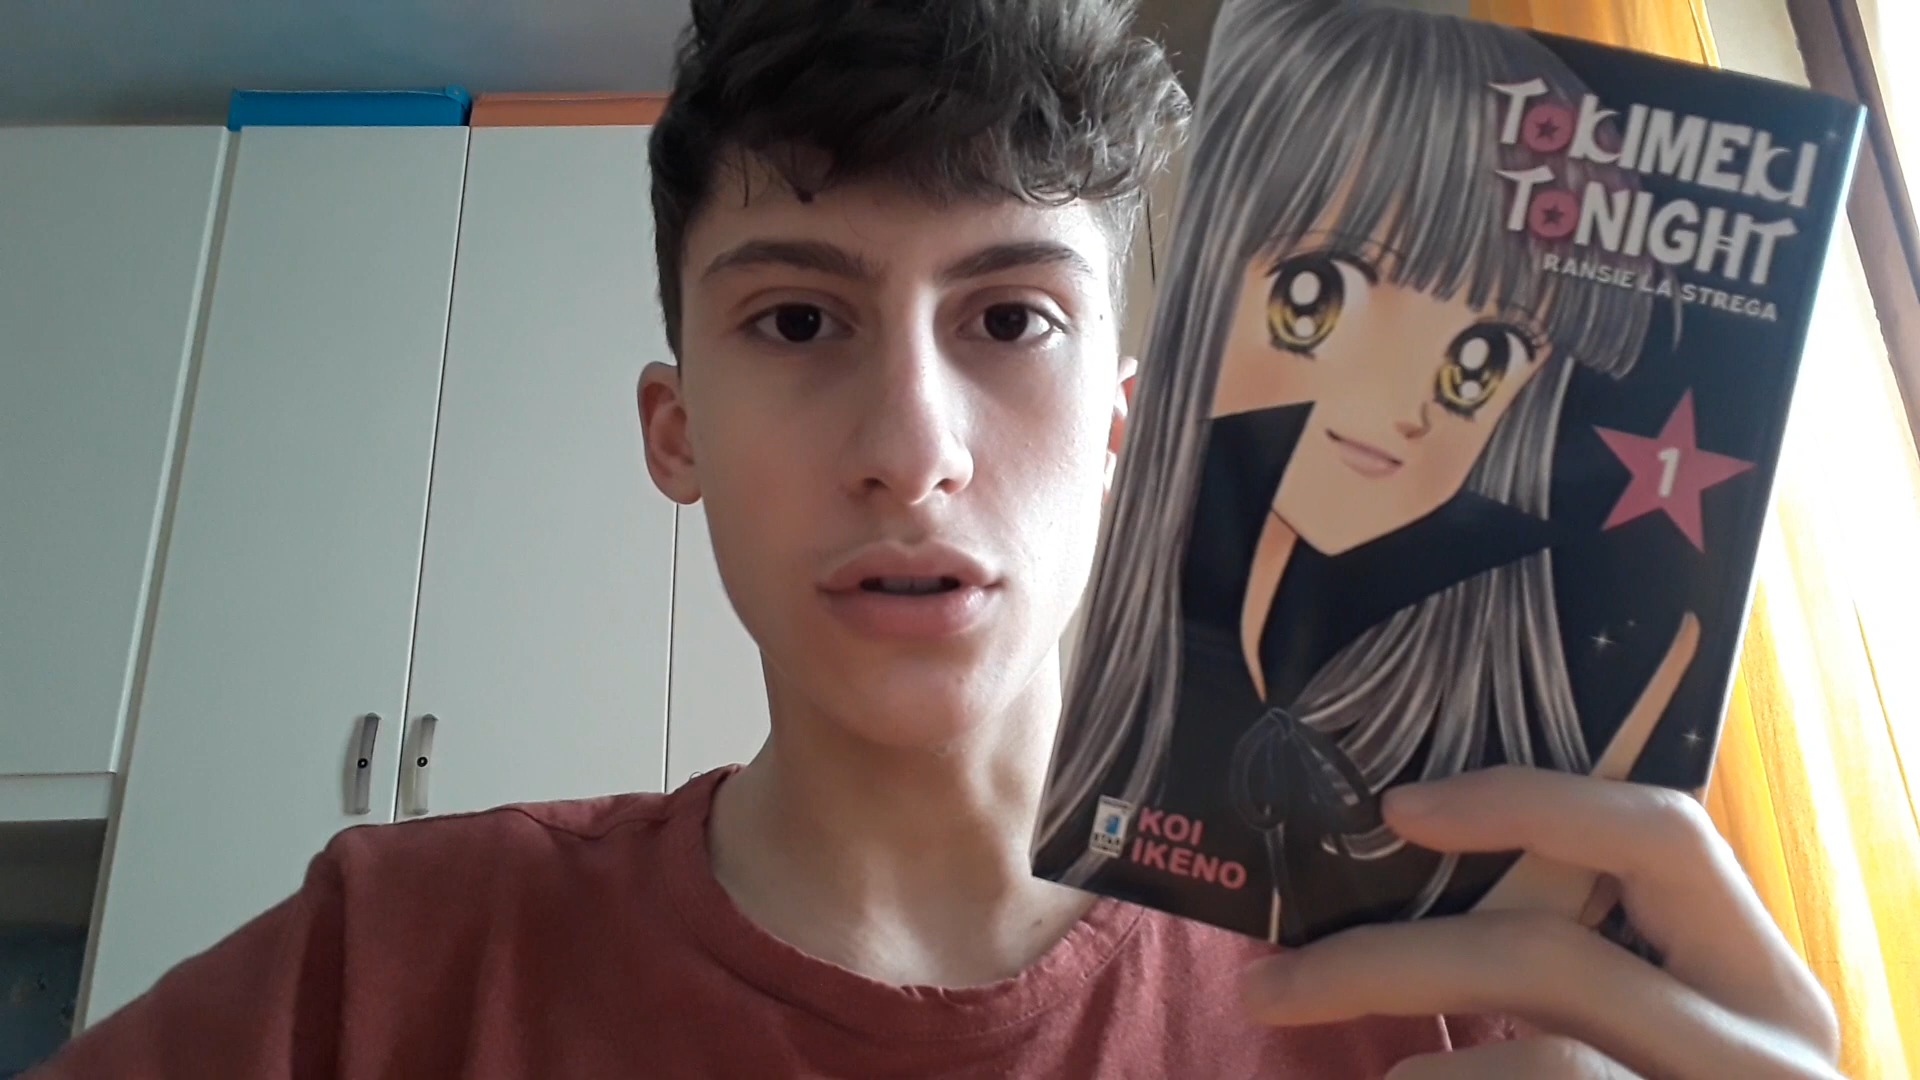 TOKIMEKI
TONIGHT
RANSIE LA STREGA
1
KOI
IKENO